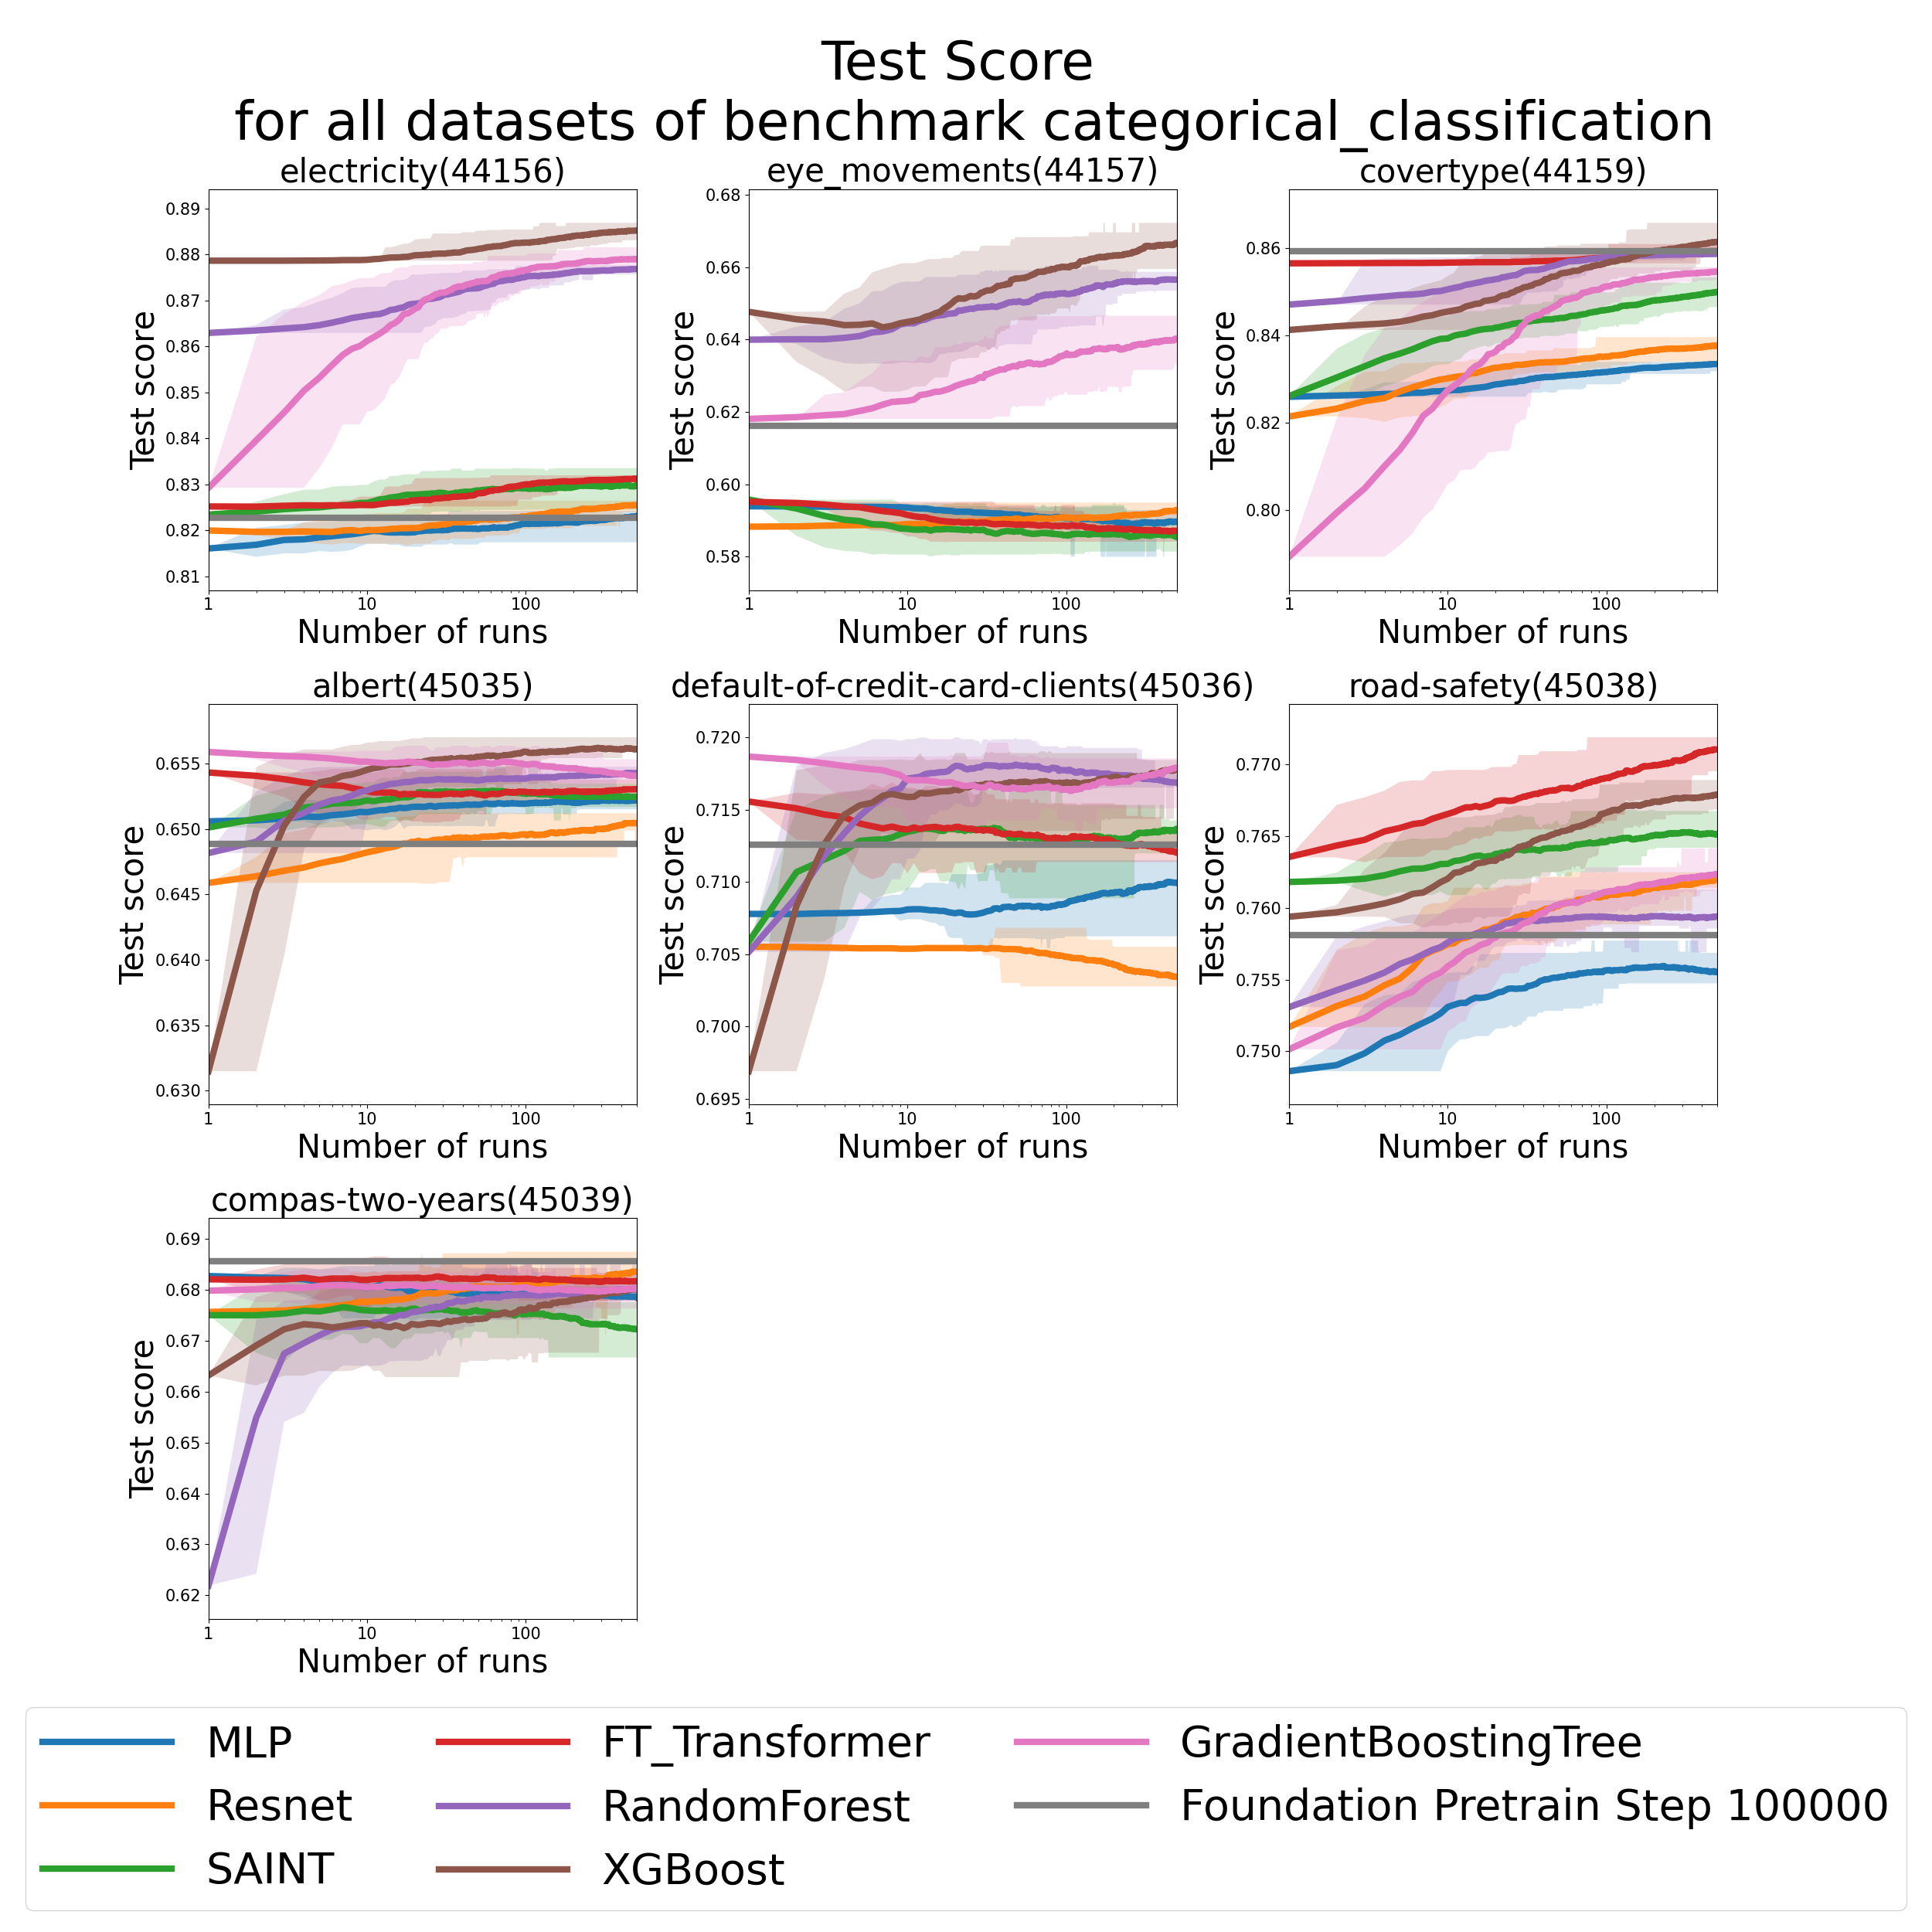 Test Score
for all datasets of benchmark categorical_classification
electricity(44156)
0.89
0.88
0.87
0.86
0.85
0.84
0.83
0.82
0.81
Test score
1
10
100
Number of runs
eye_movements(44157)
0.68
0.66
0.64
0.62
0.60
0.58
Test score
1
10
100
Number of runs
covertype(44159)
0.86
0.84
0.82
0.80
Test score
1
10
100
Number of runs
albert(45035)
0.655
0.650
0.645
0.640
0.635
0.630
Test score
1
10
100
Number of runs
default-of-credit-card-clients(45036)
0.720
0.715
0.710
0.705
0.700
0.695
Test score
1
10
100
Number of runs
road-safety(45038)
0.770
0.765
0.760
0.755
0.750
Test score
1
10
100
Number of runs
compas-two-years(45039)
0.69
0.68
0.67
0.66
0.65
0.64
0.63
0.62
Test score
1
10
100
Number of runs
MLP
Resnet
SAINT
FT_Transformer
RandomForest
XGBoost
GradientBoostingTree
Foundation Pretrain Step 100000